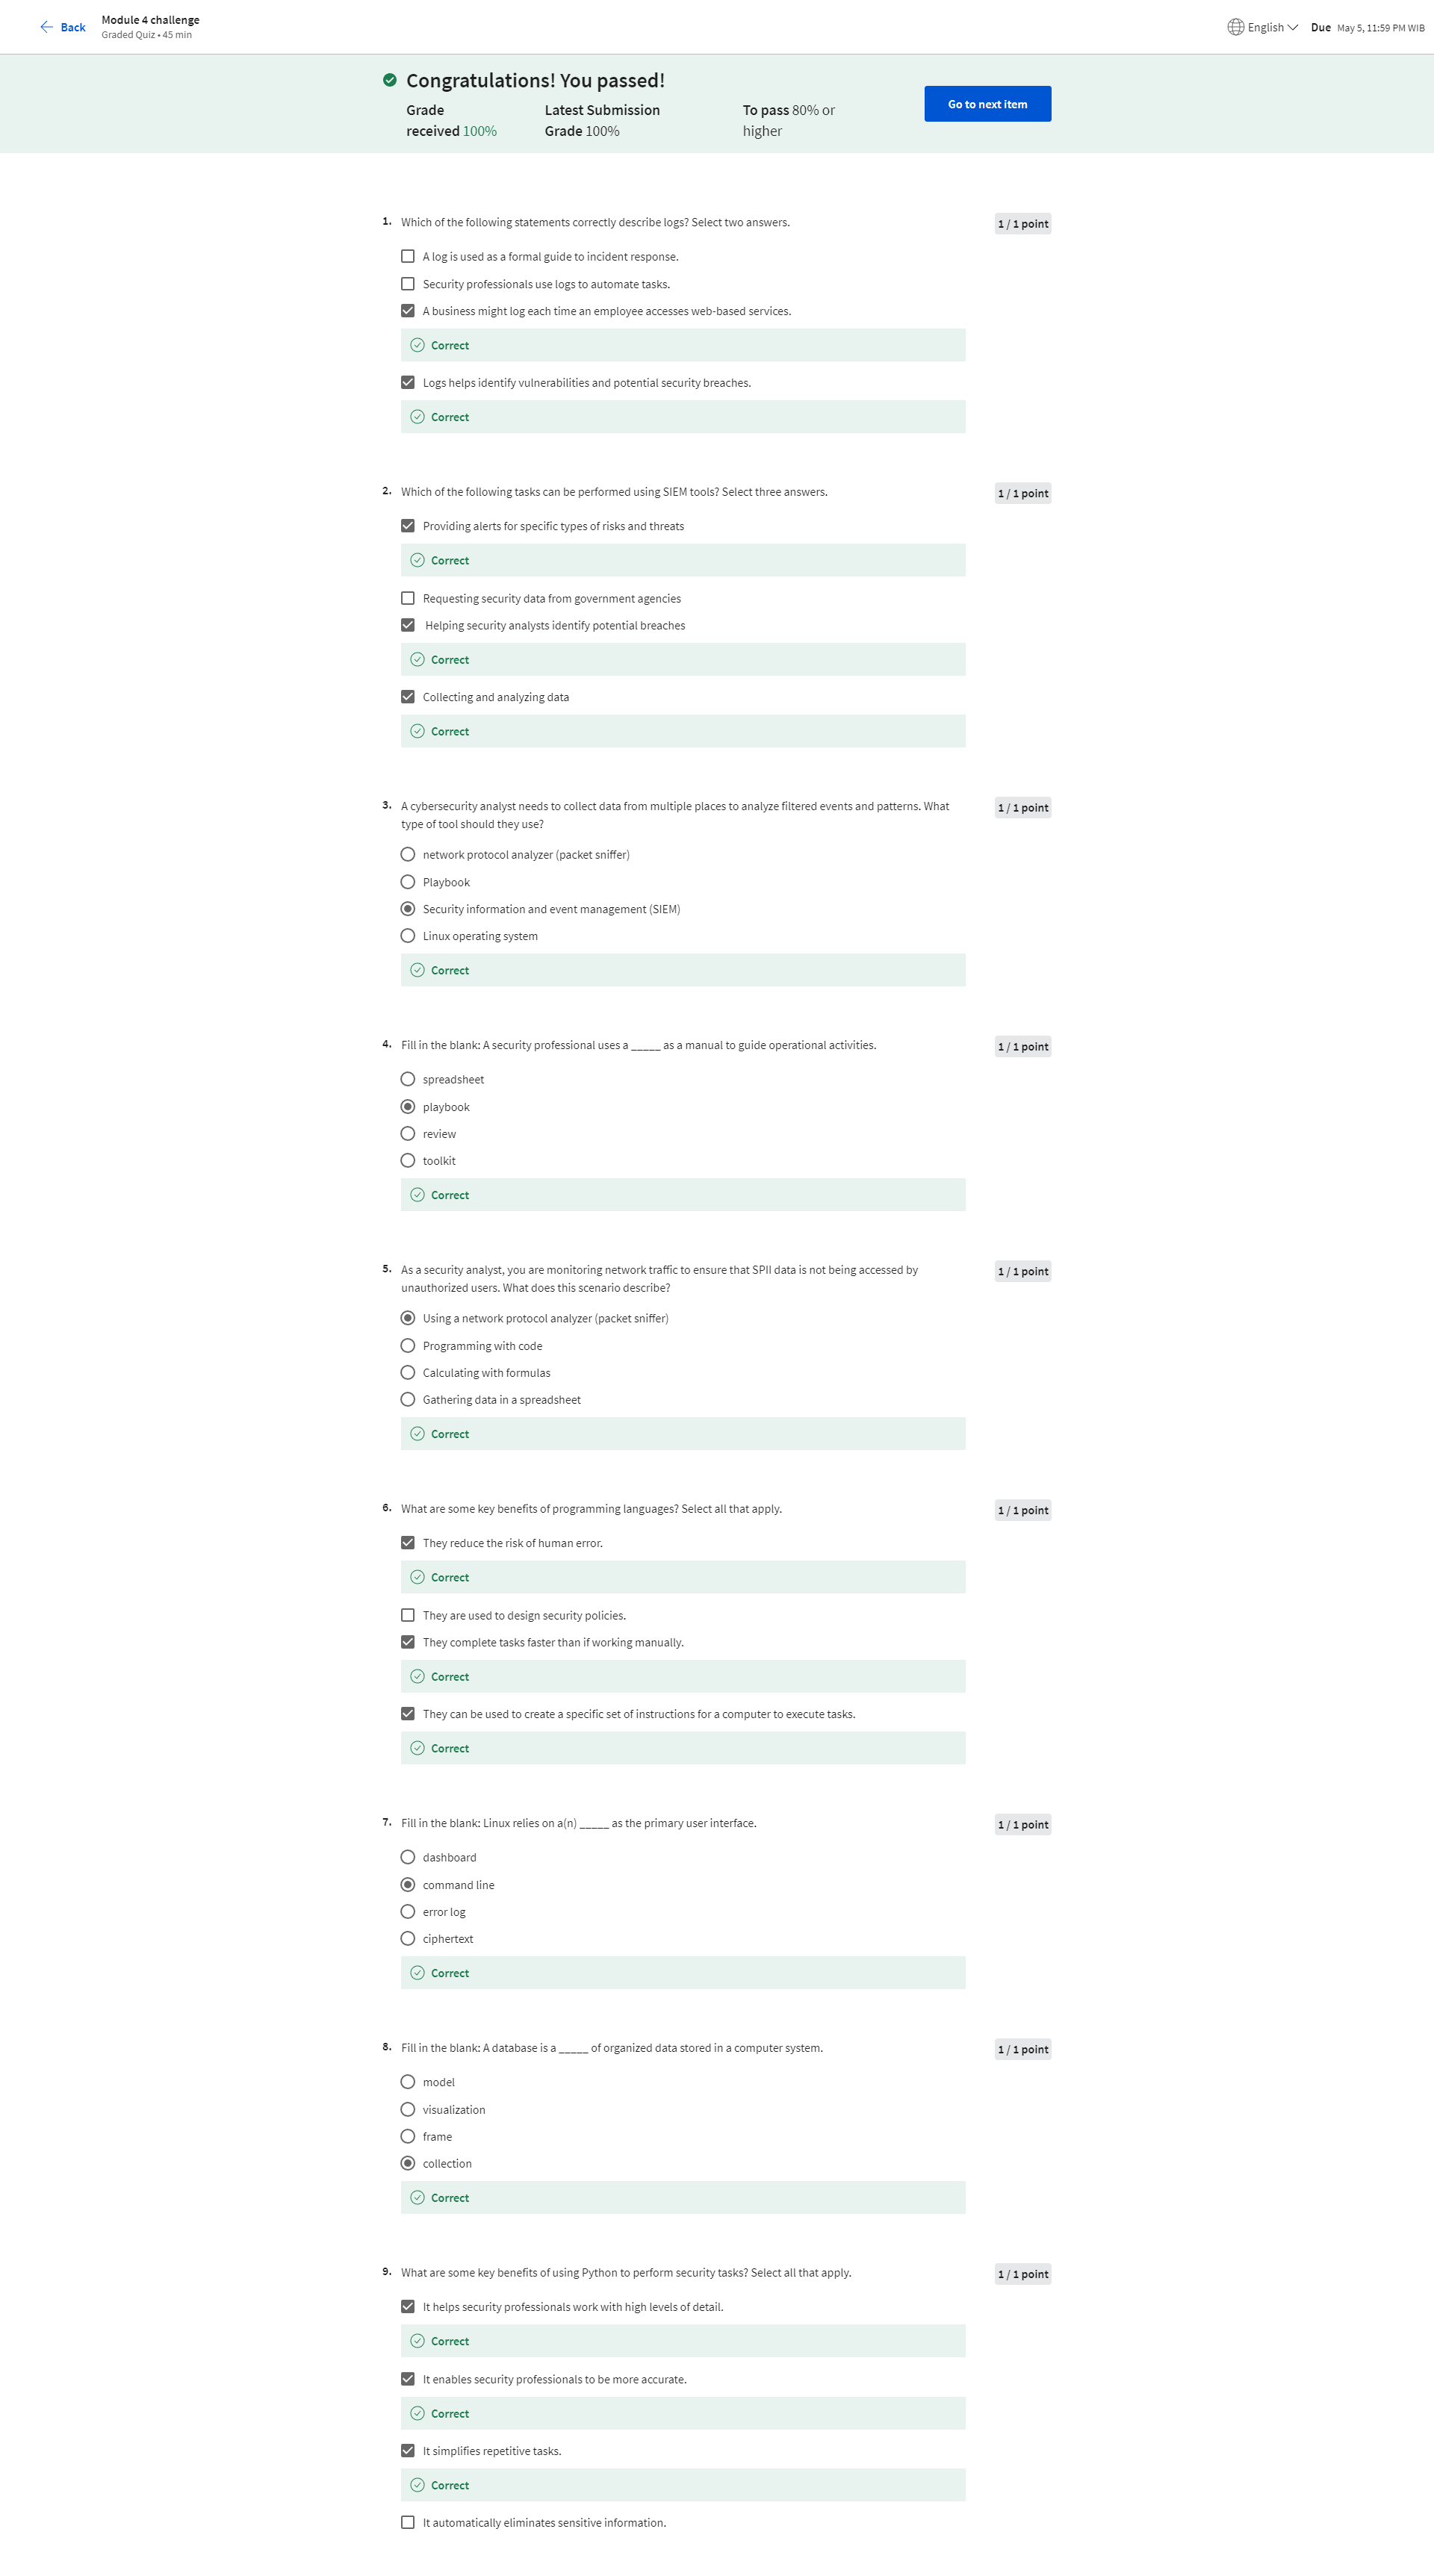 Back
Module 4 challenge
Graded Quiz • 45 min
English
Due May 5, 11:59 PM WIB
Congratulations! You passed!
Grade
received 100%
Latest Submission
Grade 100%
To pass 80% or
higher
Go to next item
1. Which of the following statements correctly describe logs? Select two answers.
1 / 1 point
A log is used as a formal guide to incident response.
Security professionals use logs to automate tasks.
A business might log each time an employee accesses web-based services.
Correct
Logs helps identify vulnerabilities and potential security breaches.
Correct
2. Which of the following tasks can be performed using SIEM tools? Select three answers.
1 / 1 point
Providing alerts for specific types of risks and threats
Correct
Requesting security data from government agencies
Helping security analysts identify potential breaches
Correct
Collecting and analyzing data
Correct
3. A cybersecurity analyst needs to collect data from multiple places to analyze filtered events and patterns. What
type of tool should they use?
1 / 1 point
network protocol analyzer (packet sniffer)
Playbook
Security information and event management (SIEM)
Linux operating system
Correct
4. Fill in the blank: A security professional uses a _____ as a manual to guide operational activities.
1 / 1 point
spreadsheet
playbook
review
toolkit
Correct
5. As a security analyst, you are monitoring network traffic to ensure that SPII data is not being accessed by
unauthorized users. What does this scenario describe?
1 / 1 point
Using a network protocol analyzer (packet sniffer)
Programming with code
Calculating with formulas
Gathering data in a spreadsheet
Correct
6. What are some key benefits of programming languages? Select all that apply.
1 / 1 point
They reduce the risk of human error.
Correct
They are used to design security policies.
They complete tasks faster than if working manually.
Correct
They can be used to create a specific set of instructions for a computer to execute tasks.
Correct
7. Fill in the blank: Linux relies on a(n) _____ as the primary user interface.
1 / 1 point
dashboard
command line
error log
ciphertext
Correct
8. Fill in the blank: A database is a _____ of organized data stored in a computer system.
1 / 1 point
model
visualization
frame
collection
Correct
9. What are some key benefits of using Python to perform security tasks? Select all that apply.
1 / 1 point
It helps security professionals work with high levels of detail.
Correct
It enables security professionals to be more accurate.
Correct
It simplifies repetitive tasks.
Correct
It automatically eliminates sensitive information.